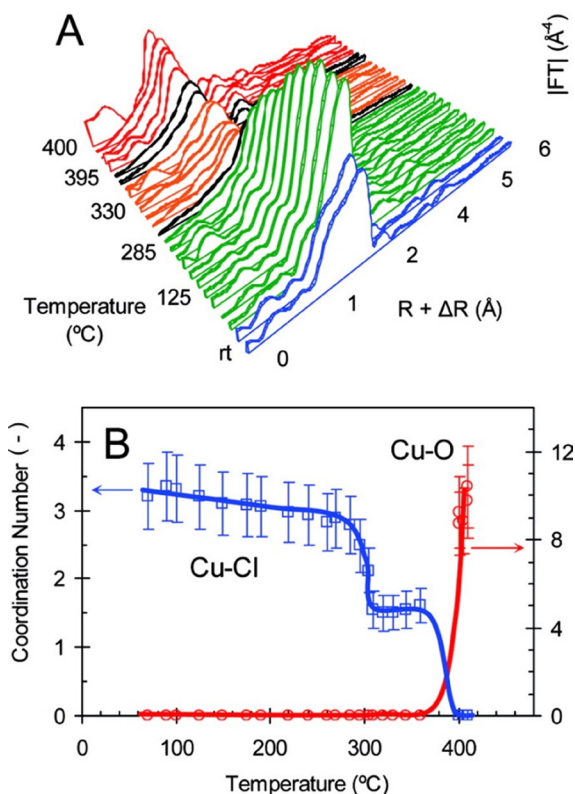 A
|FT| (Å⁻⁴)
400
395
330
285
125
rt
Temperature
(ºC)
0
1
2
4
5
6
R + ΔR (Å)
B
Coordination Number (-)
4
3
2
1
0
Cu-Cl
Cu-O
12
8
4
0
0
100
200
300
400
Temperature (ºC)